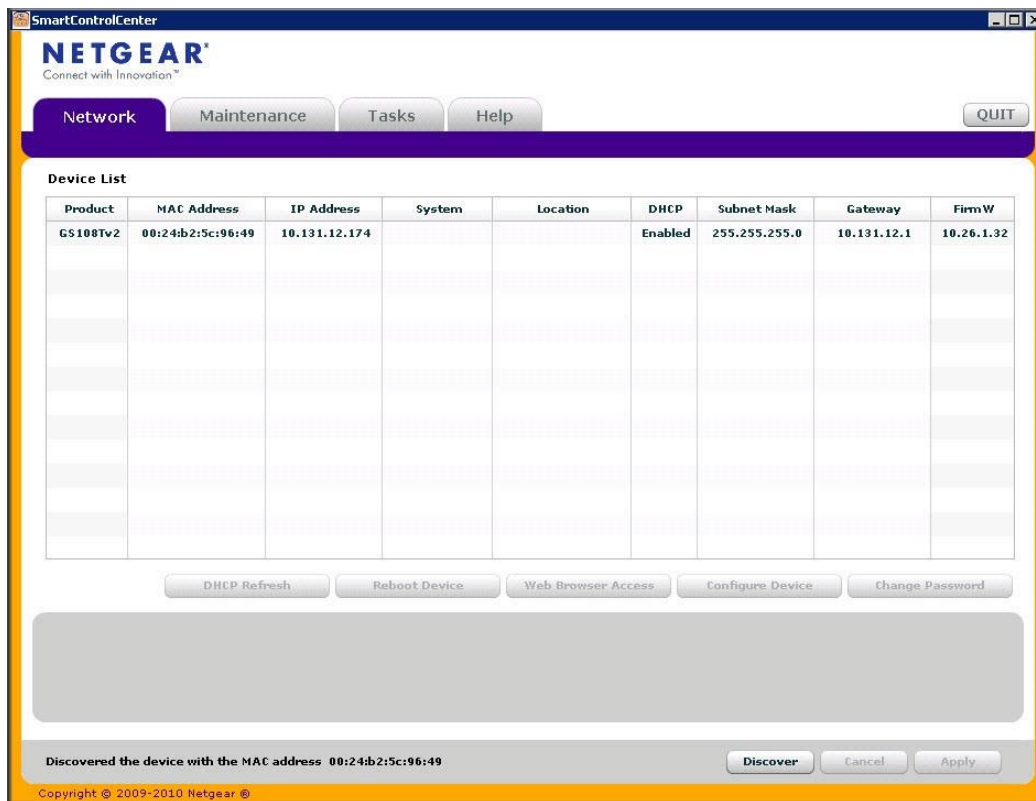 SmartControlCenter
NETGEAR®
Connect with Innovation™
Network Maintenance Tasks Help QUIT
Device List
Product MAC Address IP Address System Location DHCP Subnet Mask Gateway FirmW
GS108Tv2 00:24:b2:5c:96:49 10.131.12.174 Enabled 255.255.255.0 10.131.12.1 10.26.1.32
DHCP Refresh Reboot Device Web Browser Access Configure Device Change Password
Discovered the device with the MAC address 00:24:b2:5c:96:49 Discover Cancel Apply
Copyright © 2009-2010 Netgear ®